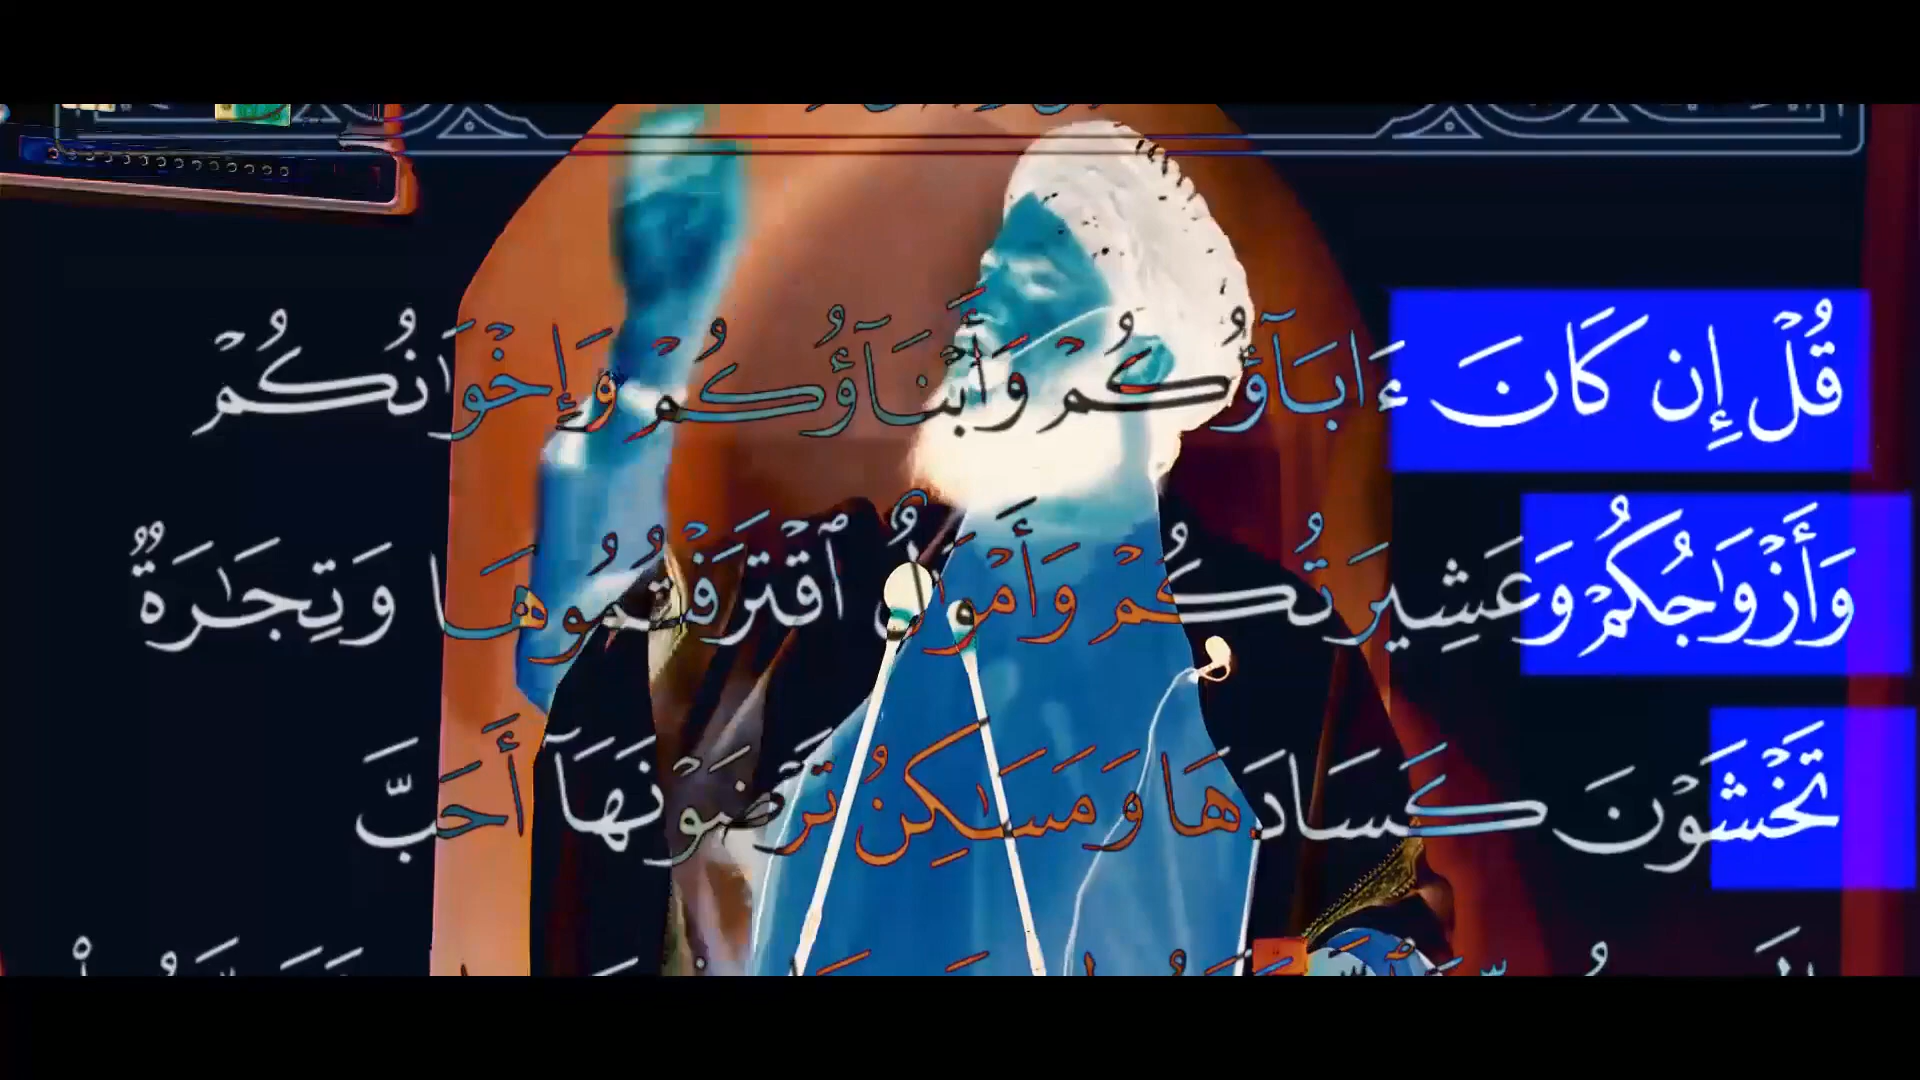 قُلْ إِن كَانَ ءَابَآؤُكُمْ وَأَبْنَآؤُكُمْ وَإِخْوَٰنُكُمْ
وَأَزْوَٰجُكُمْ وَعَشِيرَتُكُمْ وَأَمْوَٰلٌ ٱقْتَرَفْتُمُوهَا وَتِجَٰرَةٌ
تَخْشَوْنَ كَسَادَهَا وَمَسَٰكِنُ تَرْضَوْنَهَآ أَحَبَّ